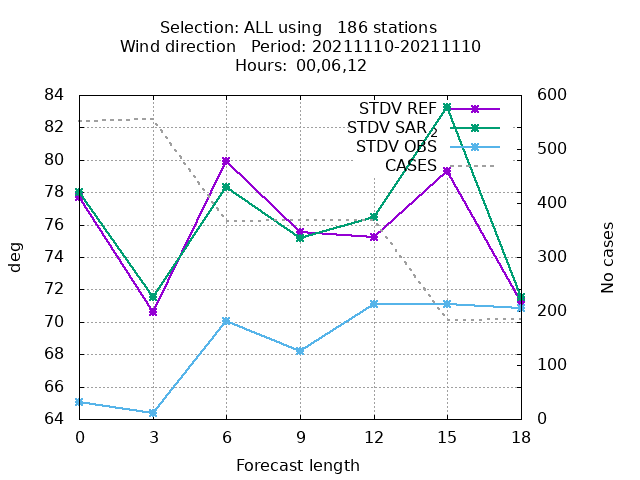 Selection: ALL using   186 stations
Wind direction   Period: 20211110-20211110
Hours: 00,06,12
84
82
80
78
76
74
72
70
68
66
64
600
500
400
300
200
100
0
STDV REF
STDV SAR2
STDV OBS
CASES
deg
No cases
0 3 6 9 12 15 18
Forecast length